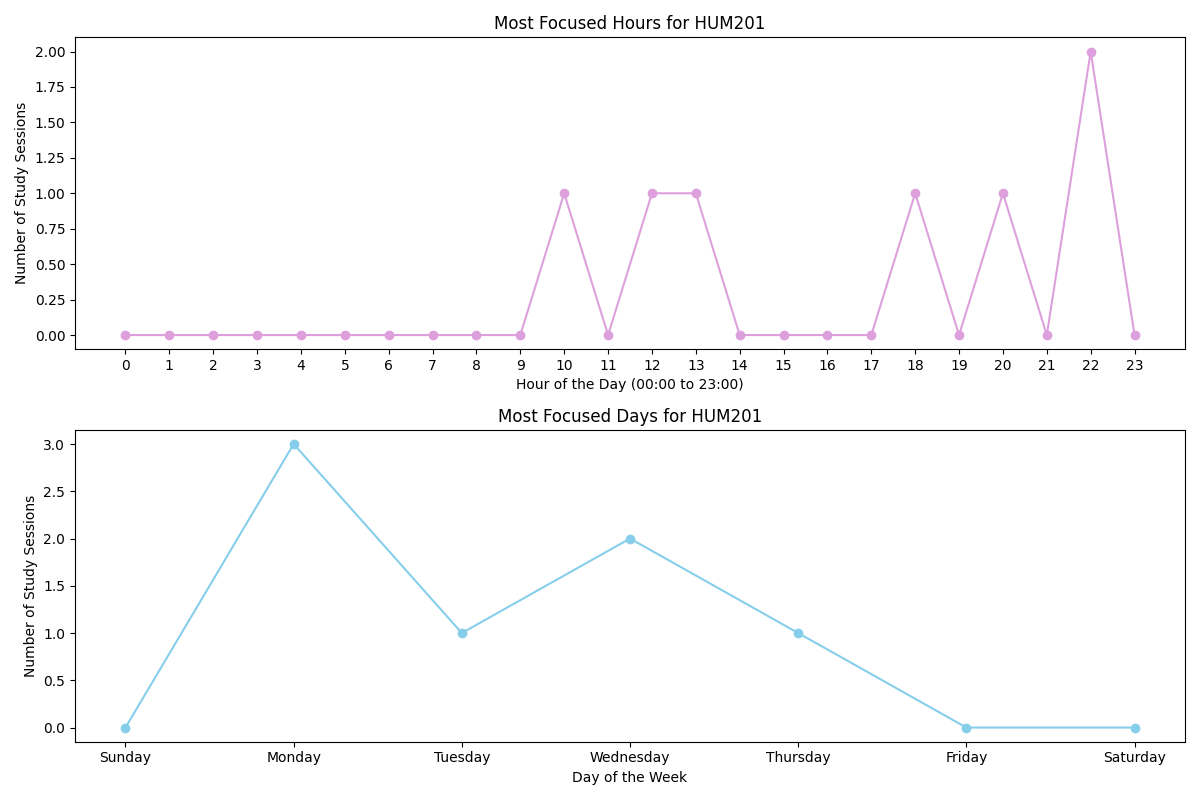 Most Focused Hours for HUM201
Number of Study Sessions
2.00
1.75
1.50
1.25
1.00
0.75
0.50
0.25
0.00
0 1 2 3 4 5 6 7 8 9 10 11 12 13 14 15 16 17 18 19 20 21 22 23
Hour of the Day (00:00 to 23:00)
Most Focused Days for HUM201
Number of Study Sessions
3.0
2.5
2.0
1.5
1.0
0.5
0.0
Sunday Monday Tuesday Wednesday Thursday Friday Saturday
Day of the Week